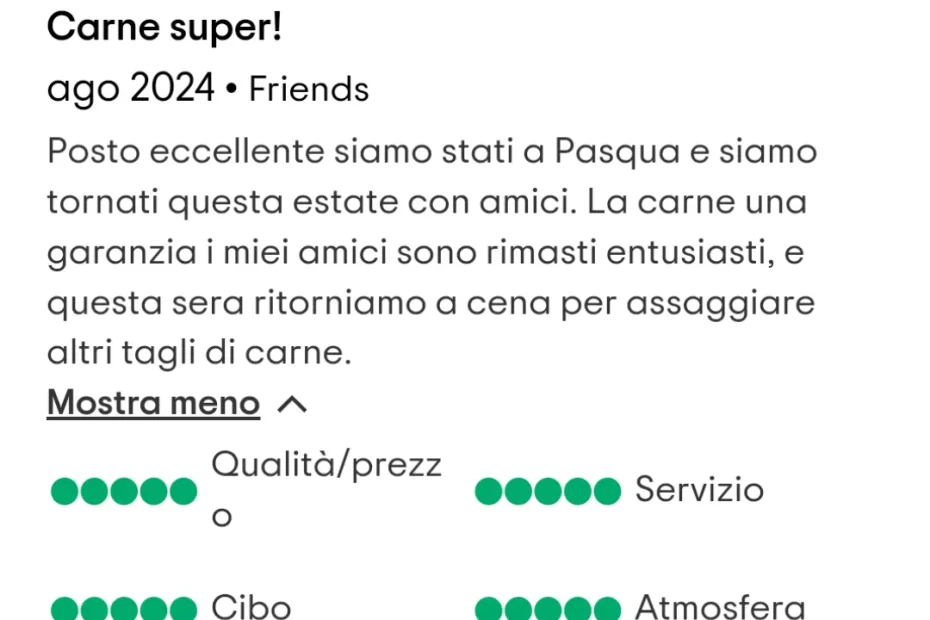 Carne super!
ago 2024 • Friends
Posto eccellente siamo stati a Pasqua e siamo
tornati questa estate con amici. La carne una
garanzia i miei amici sono rimasti entusiasti, e
questa sera ritorniamo a cena per assaggiare
altri tagli di carne.
Mostra meno
Qualità/prezz
o
Servizio
Cibo
Atmosfera